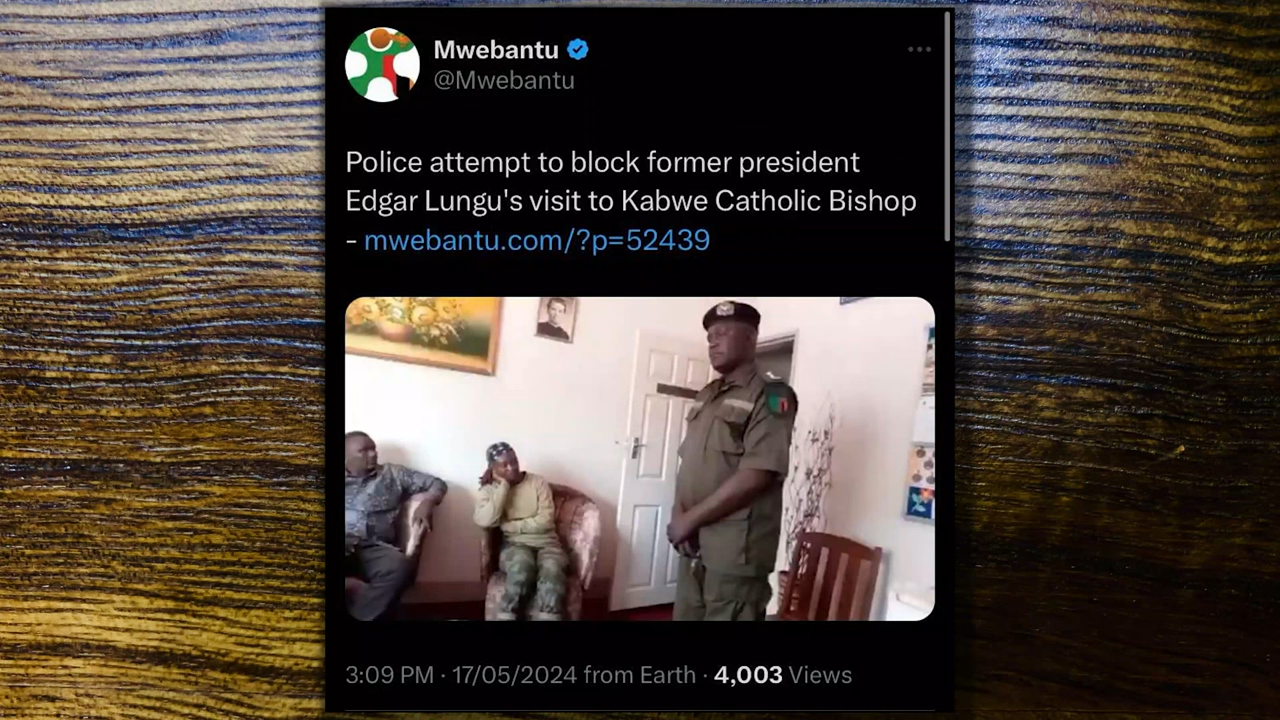 Mwebantu
@Mwebantu
Police attempt to block former president
Edgar Lungu's visit to Kabwe Catholic Bishop
- mwebantu.com/?p=52439
3:09 PM · 17/05/2024 from Earth · 4,003 Views